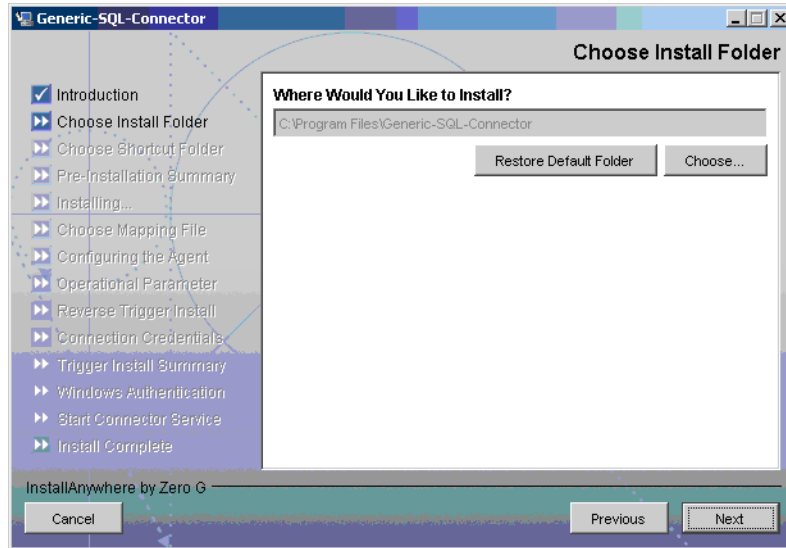 Generic-SQL-Connector
Choose Install Folder
Introduction
Choose Install Folder
Choose Shortcut Folder
Pre-Installation Summary
Installing...
Choose Mapping File
Configuring the Agent
Operational Parameter
Reverse Trigger Install
Connection Credentials
Trigger Install Summary
Windows Authentication
Start Connector Service
Install Complete
Where Would You Like to Install?
C:\Program Files\Generic-SQL-Connector
Restore Default Folder
Choose...
InstallAnywhere by Zero G
Cancel
Previous
Next